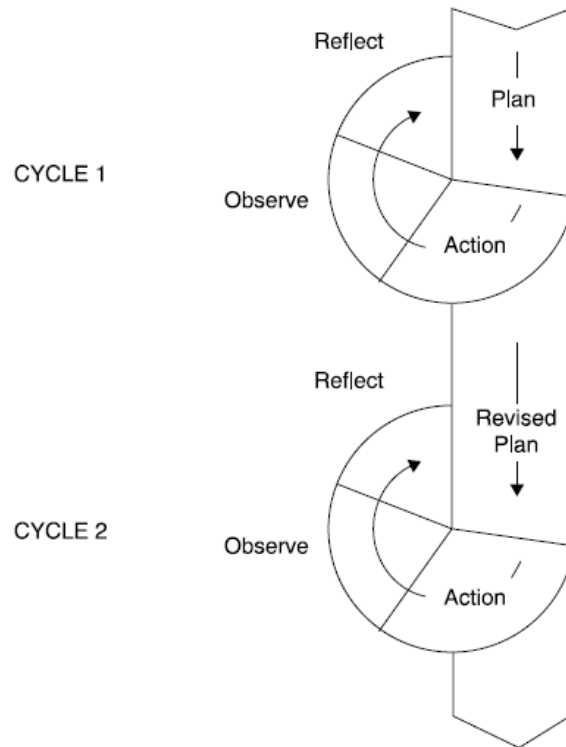 Reflect
Plan
CYCLE 1
Observe
Action
Reflect
Revised
Plan
CYCLE 2
Observe
Action